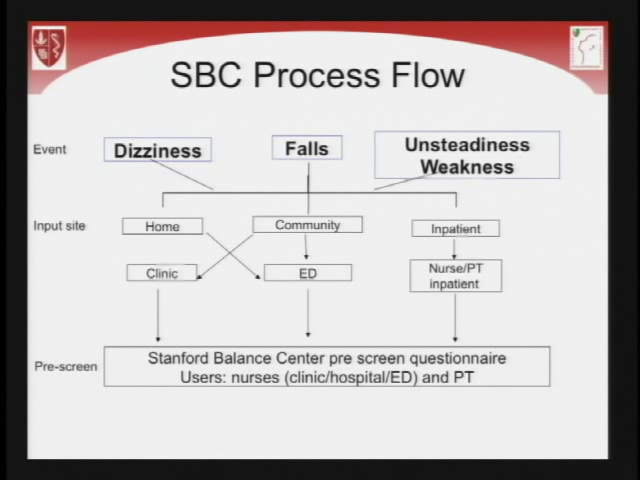 SBC Process Flow
Event
Dizziness
Falls
Unsteadiness
Weakness
Input site
Home
Community
Inpatient
Clinic
ED
Nurse/PT
inpatient
Pre-screen
Stanford Balance Center pre screen questionnaire
Users: nurses (clinic/hospital/ED) and PT